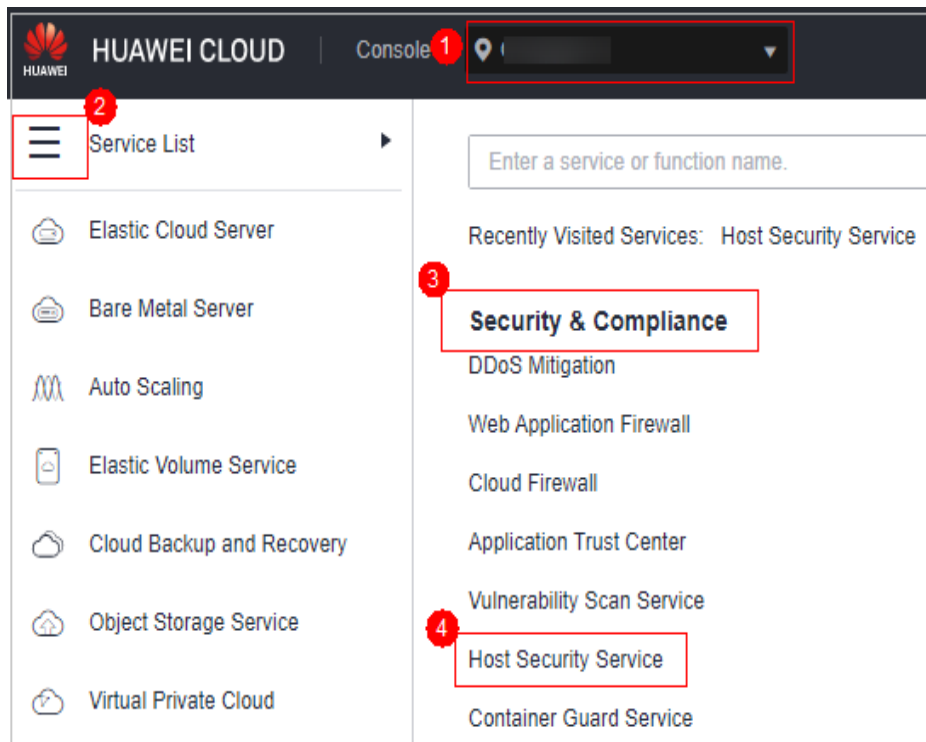 HUAWEI
HUAWEI CLOUD
Console
1
2
Service List
Elastic Cloud Server
Bare Metal Server
Auto Scaling
Elastic Volume Service
Cloud Backup and Recovery
Object Storage Service
Virtual Private Cloud
Enter a service or function name.
Recently Visited Services: Host Security Service
3
Security & Compliance
DDoS Mitigation
Web Application Firewall
Cloud Firewall
Application Trust Center
Vulnerability Scan Service
4
Host Security Service
Container Guard Service